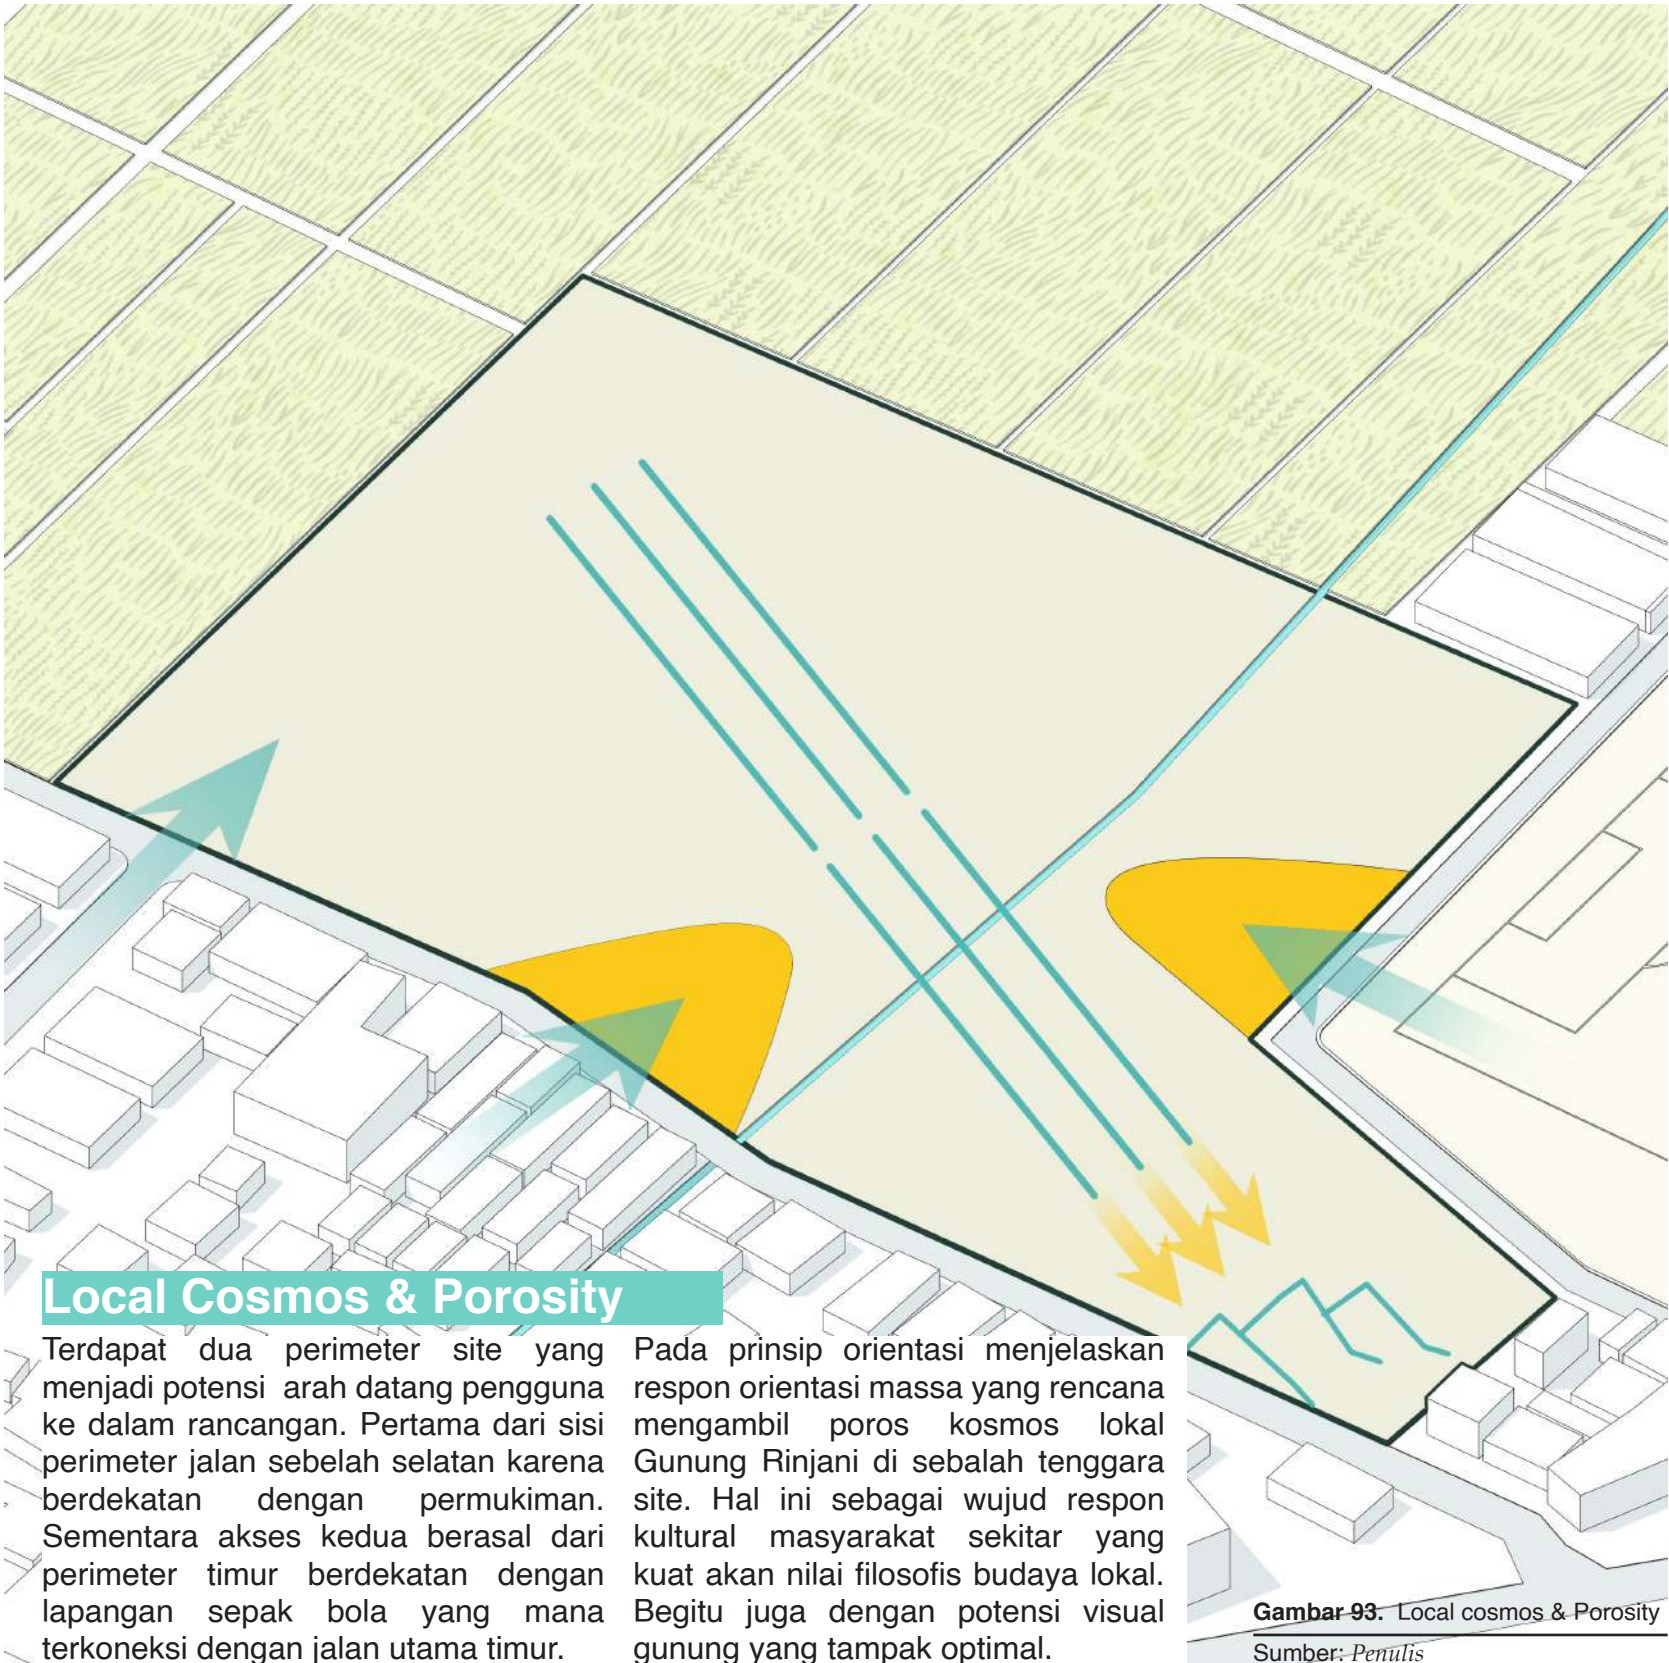 Local Cosmos & Porosity
Terdapat dua perimeter site yang
menjadi potensi arah datang pengguna
ke dalam rancangan. Pertama dari sisi
perimeter jalan sebelah selatan karena
berdekatan dengan permukiman.
Sementara akses kedua berasal dari
perimeter timur berdekatan dengan
lapangan sepak bola yang mana
terkoneksi dengan jalan utama timur.
Pada prinsip orientasi menjelaskan
respon orientasi massa yang rencana
mengambil poros kosmos lokal
Gunung Rinjani di sebalah tenggara
site. Hal ini sebagai wujud respon
kultural masyarakat sekitar yang
kuat akan nilai filosofis budaya lokal.
Begitu juga dengan potensi visual
gunung yang tampak optimal.
Gambar 93. Local cosmos & Porosity
Sumber: Penulis